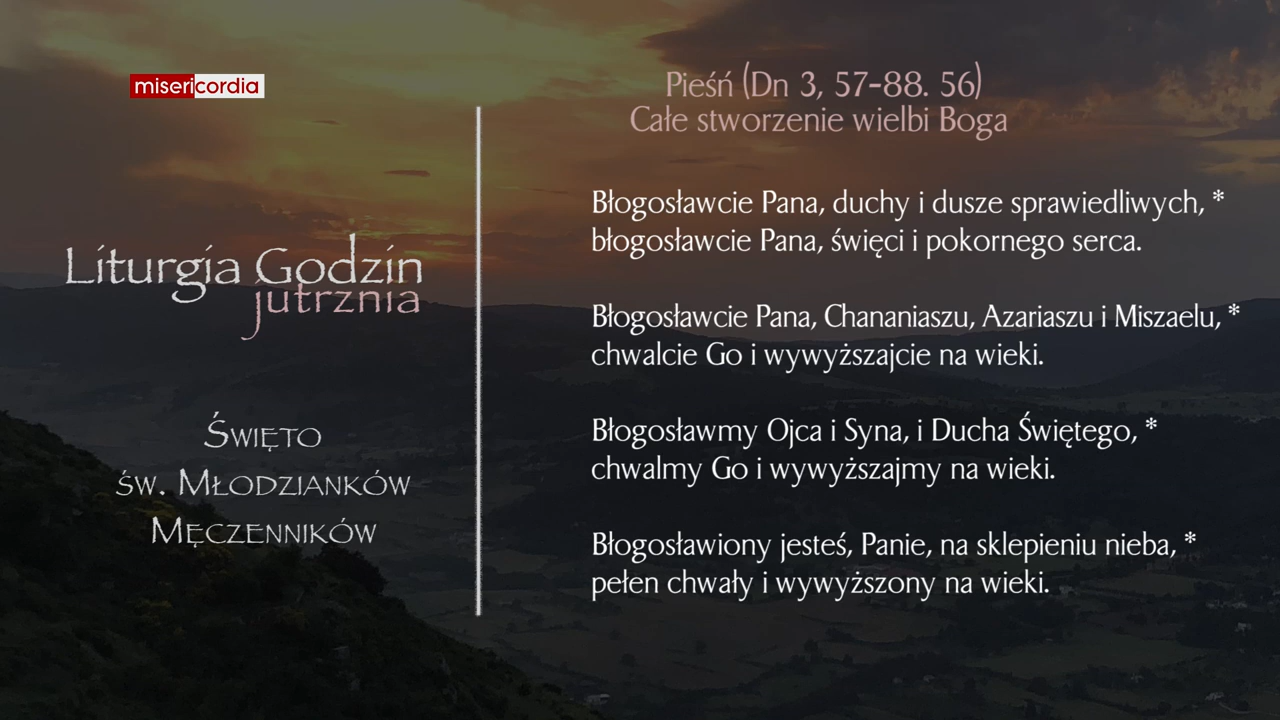 misericordia
Liturgia Godzin
jutrznia
Święto
św. Młodzianków
Męczenników
Pieśń (Dn 3, 57-88. 56)
Całe stworzenie wielbi Boga
Błogosławcie Pana, duchy i dusze sprawiedliwych, *
błogosławcie Pana, święci i pokornego serca.
Błogosławcie Pana, Chananiaszu, Azariaszu i Miszaelu, *
chwalcie Go i wywyższajcie na wieki.
Błogosławmy Ojca i Syna, i Ducha Świętego, *
chwalmy Go i wywyższajmy na wieki.
Błogosławiony jesteś, Panie, na sklepieniu nieba, *
pełen chwały i wywyższony na wieki.